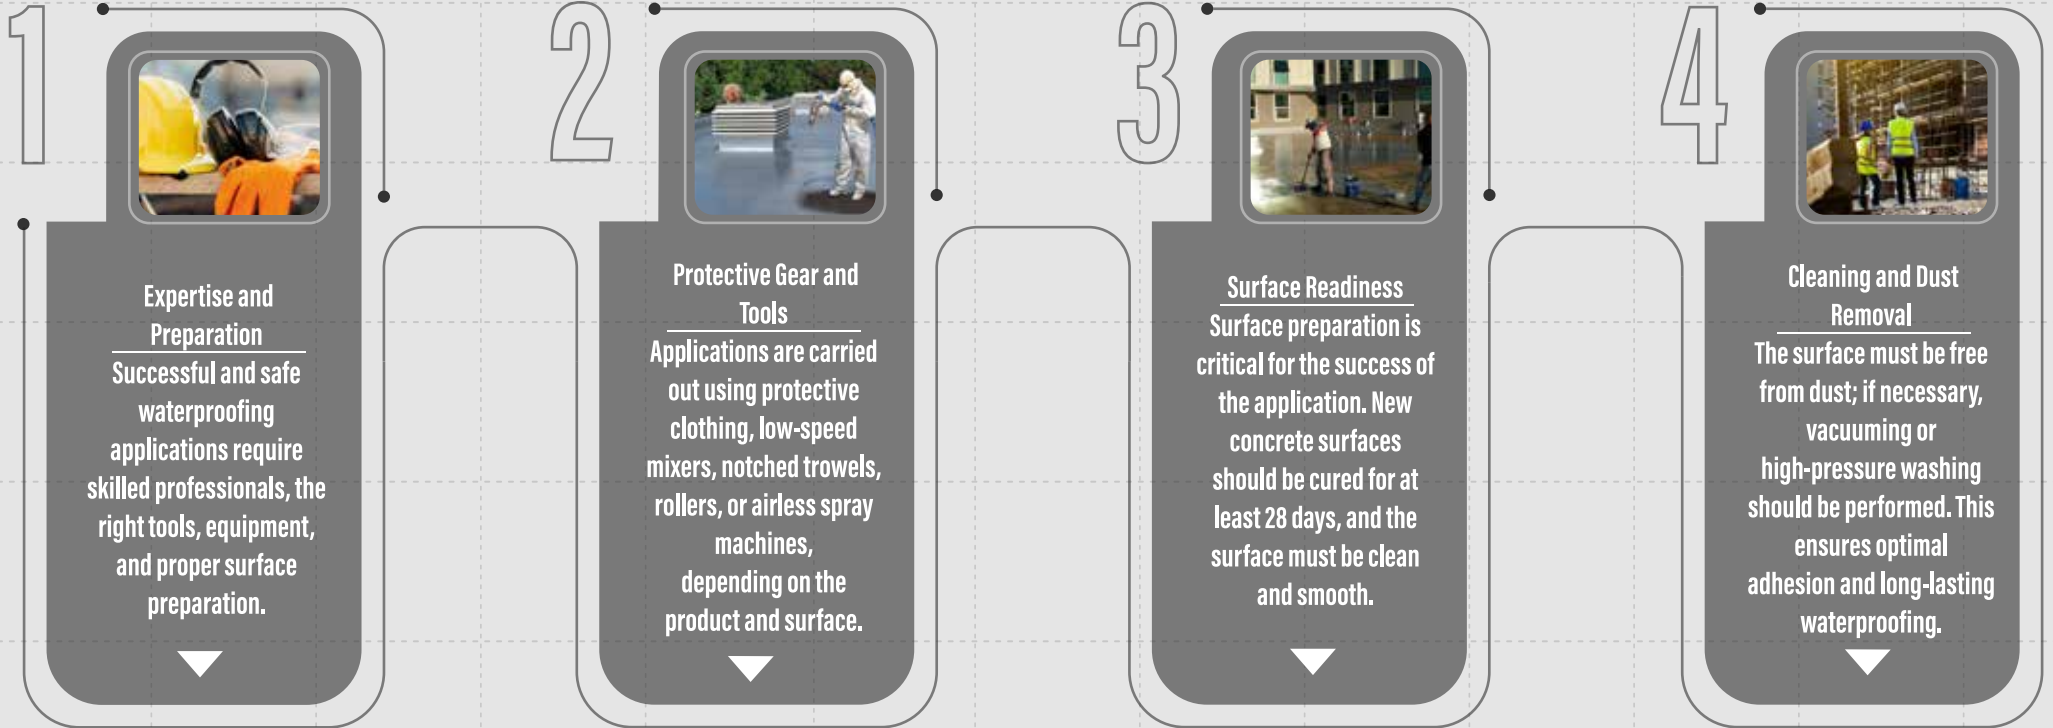 1
Expertise and
Preparation
Successful and safe
waterproofing
applications require
skilled professionals, the
right tools, equipment,
and proper surface
preparation.
2
Protective Gear and
Tools
Applications are carried
out using protective
clothing, low-speed
mixers, notched trowels,
rollers, or airless spray
machines,
depending on the
product and surface.
3
Surface Readiness
Surface preparation is
critical for the success of
the application. New
concrete surfaces
should be cured for at
least 28 days, and the
surface must be clean
and smooth.
4
Cleaning and Dust
Removal
The surface must be free
from dust; if necessary,
vacuuming or
high-pressure washing
should be performed. This
ensures optimal
adhesion and long-lasting
waterproofing.